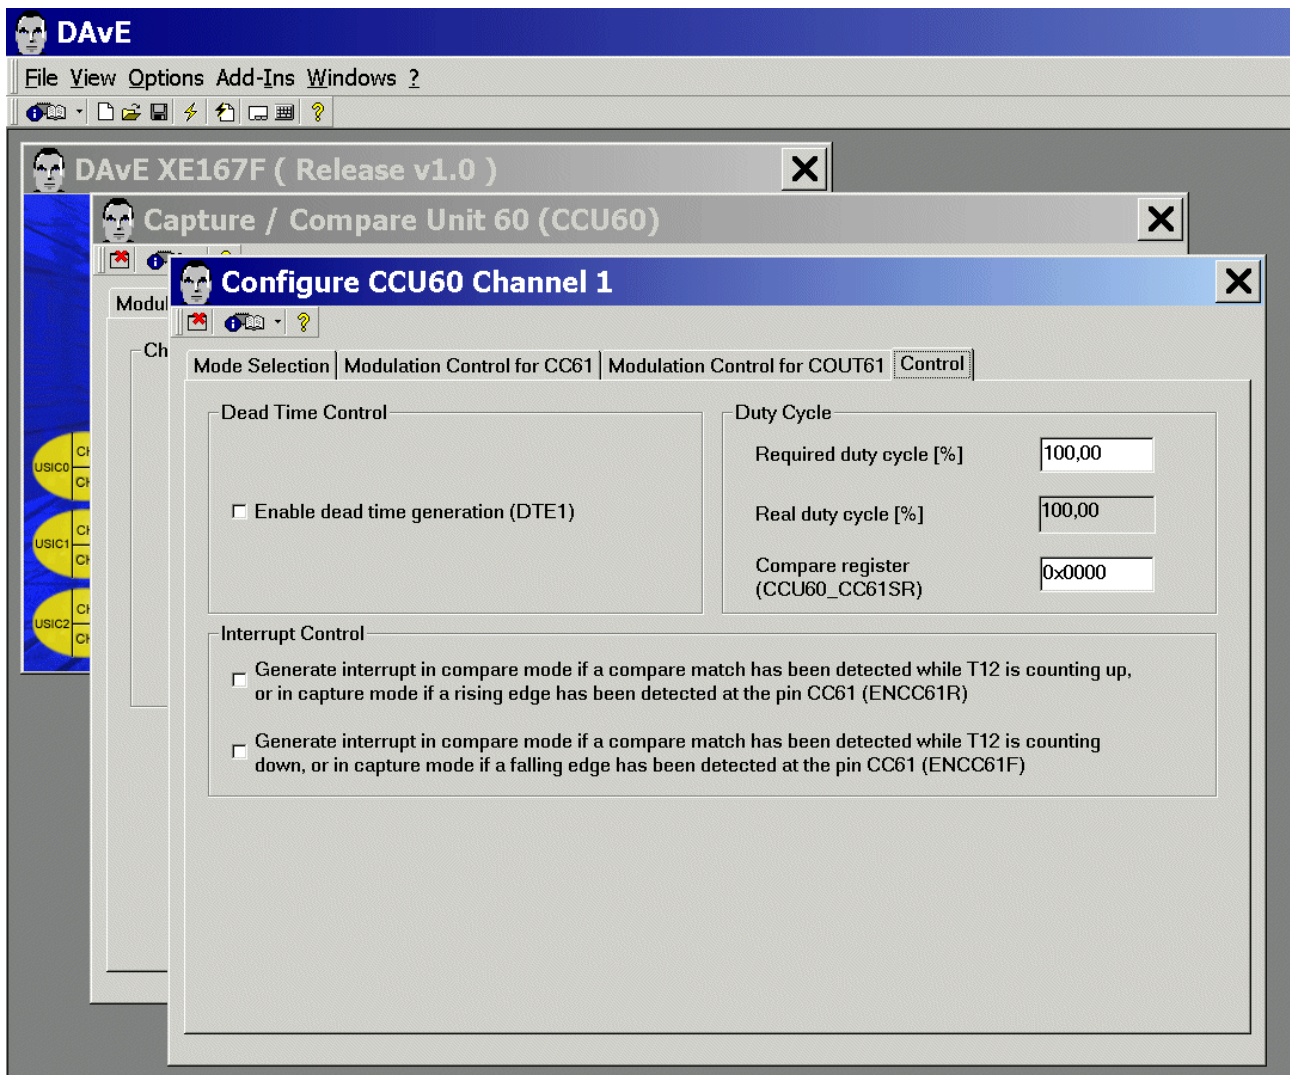 DAvE
File View Options Add-Ins Windows ?
DAvE XE167F ( Release v1.0 )
Capture / Compare Unit 60 (CCU60)
Configure CCU60 Channel 1
Modul
Ch
Mode Selection Modulation Control for CC61 Modulation Control for COUT61 Control
Dead Time Control
Enable dead time generation (DTE1)
Duty Cycle
Required duty cycle [%] 100,00
Real duty cycle [%] 100,00
Compare register
(CCU60_CC61SR) 0x0000
Interrupt Control
Generate interrupt in compare mode if a compare match has been detected while T12 is counting up,
or in capture mode if a rising edge has been detected at the pin CC61 (ENCC61R)
Generate interrupt in compare mode if a compare match has been detected while T12 is counting
down, or in capture mode if a falling edge has been detected at the pin CC61 (ENCC61F)
USIC0
CH
CH
USIC1
CH
CH
USIC2
CH
CH